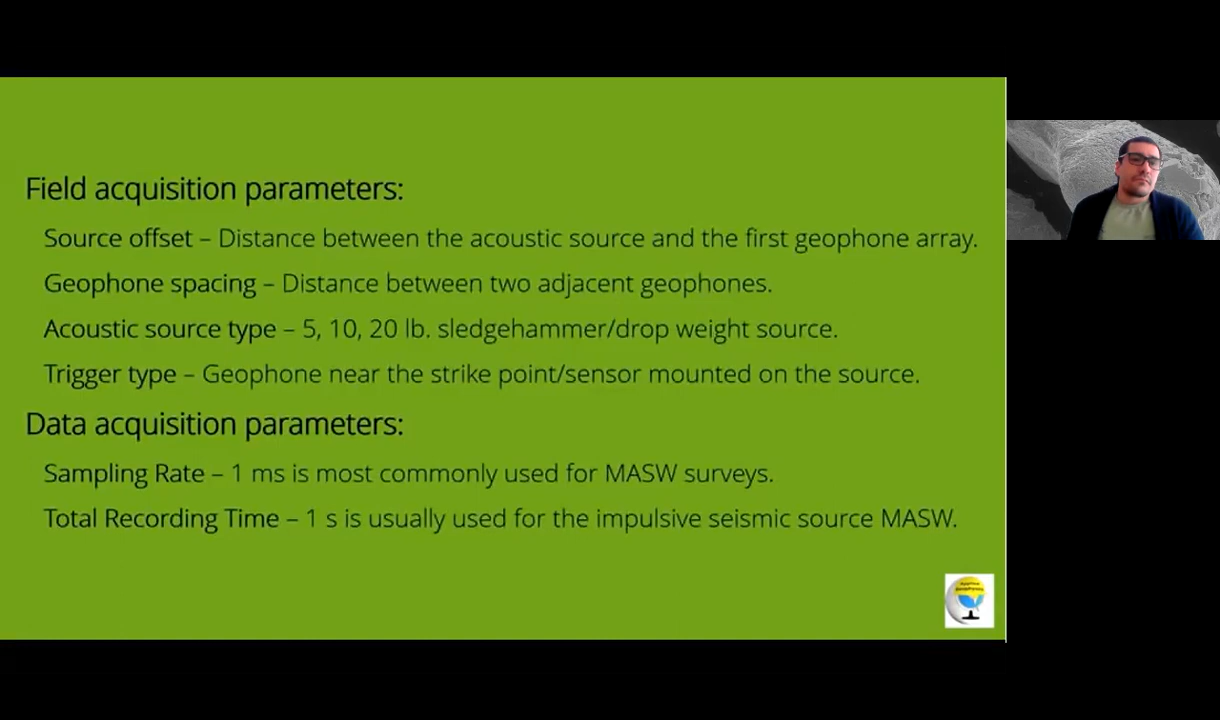 Field acquisition parameters:
Source offset – Distance between the acoustic source and the first geophone array.
Geophone spacing – Distance between two adjacent geophones.
Acoustic source type – 5, 10, 20 lb. sledgehammer/drop weight source.
Trigger type – Geophone near the strike point/sensor mounted on the source.
Data acquisition parameters:
Sampling Rate – 1 ms is most commonly used for MASW surveys.
Total Recording Time – 1 s is usually used for the impulsive seismic source MASW.